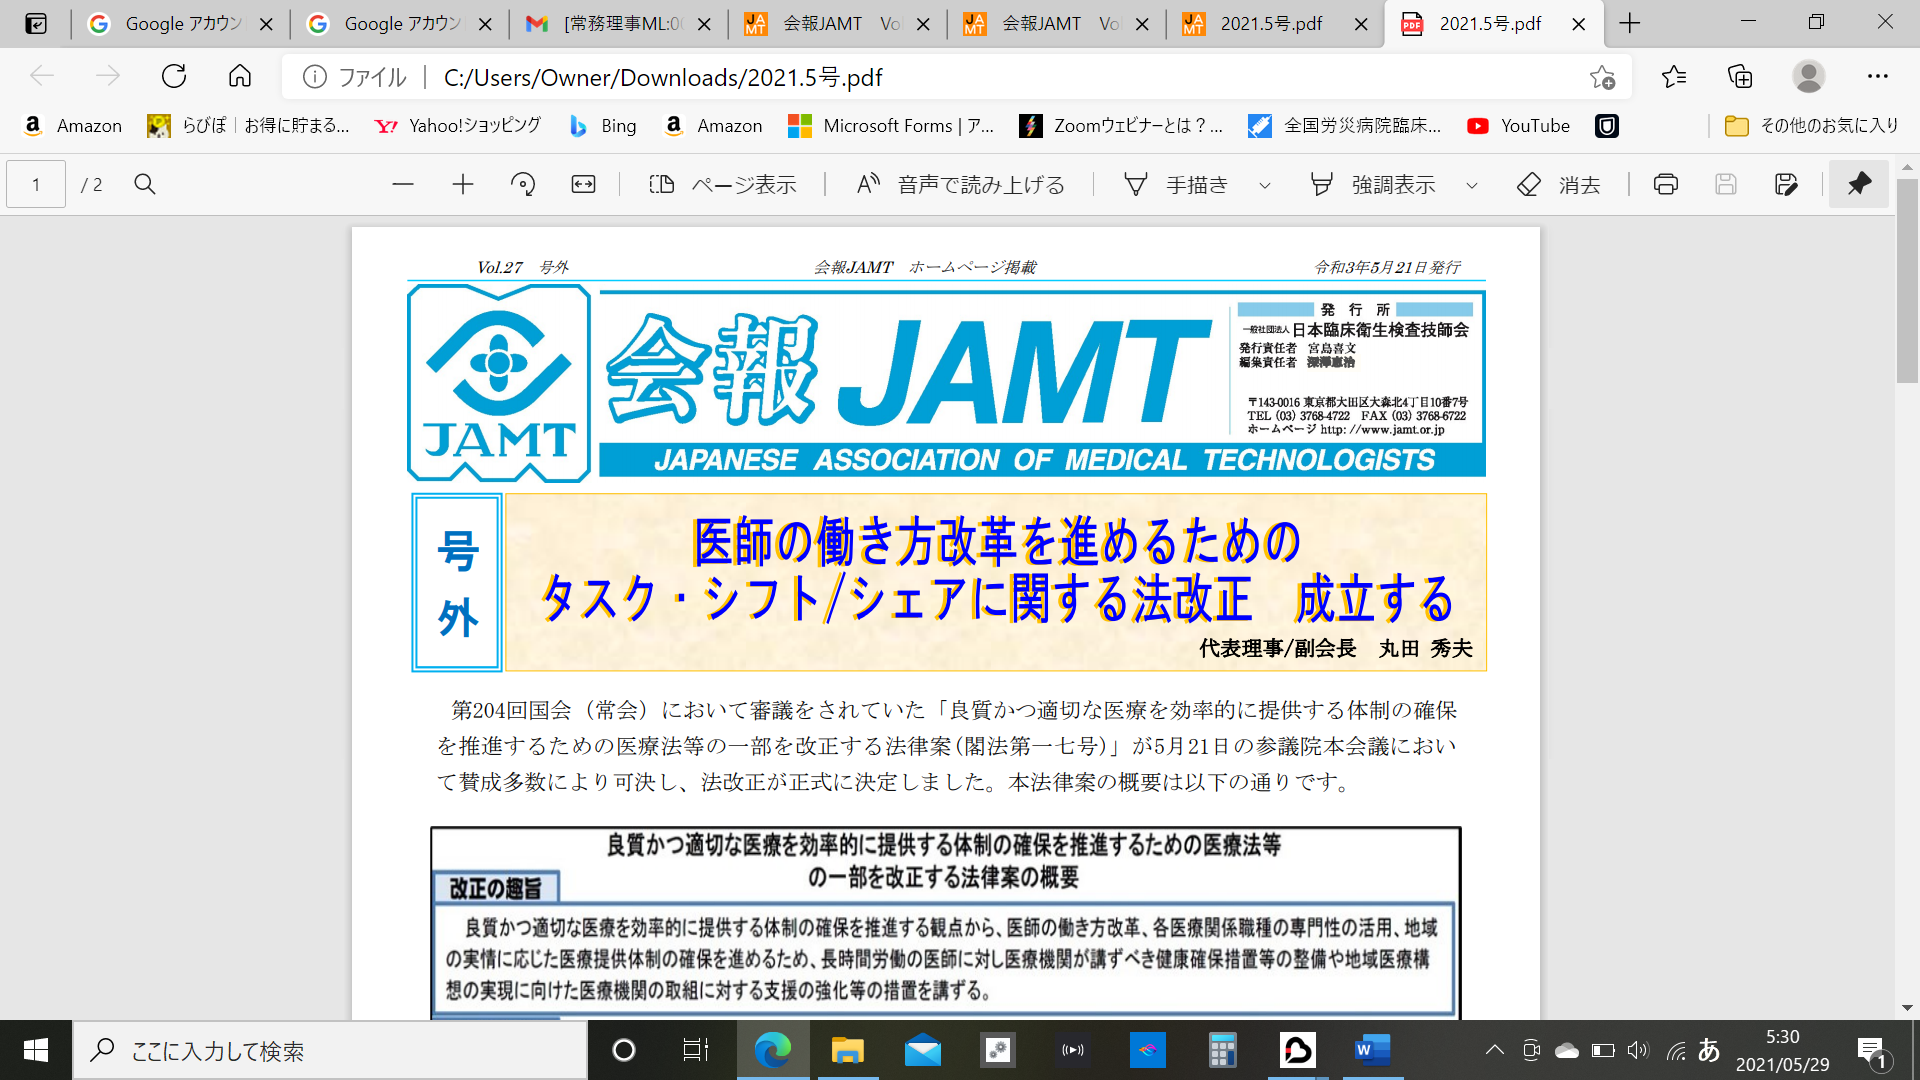 Google アカウン
Google アカウン
[常務理事ML:00
会報JAMT Vo
会報JAMT Vo
2021.5号.pdf
2021.5号.pdf
ファイル
C:/Users/Owner/Downloads/2021.5号.pdf
Amazon
らびぽ | お得に貯まる...
Yahoo!ショッピング
Bing
Amazon
Microsoft Forms | ア...
Zoomウェビナーとは？...
全国労災病院臨床...
YouTube
その他のお気に入り
1
/ 2
ページ表示
音声で読み上げる
手描き
強調表示
消去
Vol.27 号外
会報JAMT ホームページ掲載
令和3年5月21日発行
JAMT
会報 JAMT
発 行 所
一般社団法人 日本臨床衛生検査技師会
発行責任者 宮島喜文
編集責任者 深澤恵治
〒143-0016 東京都大田区大森北4丁目10番7号
TEL (03) 3768-4722 FAX (03) 3768-6722
ホームページ http: //www.jamt.or.jp
JAPANESE ASSOCIATION OF MEDICAL TECHNOLOGISTS
号
外
医師の働き方改革を進めるための
タスク・シフト/シェアに関する法改正 成立する
代表理事/副会長 丸田 秀夫
第204回国会（常会）において審議をされていた「良質かつ適切な医療を効率的に提供する体制の確保
を推進するための医療法等の一部を改正する法律案(閣法第一七号)」が5月21日の参議院本会議におい
て賛成多数により可決し、法改正が正式に決定しました。本法律案の概要は以下の通りです。
良質かつ適切な医療を効率的に提供する体制の確保を推進するための医療法等
の一部を改正する法律案の概要
改正の趣旨
良質かつ適切な医療を効率的に提供する体制の確保を推進する観点から、医師の働き方改革、各医療関係職種の専門性の活用、地域
の実情に応じた医療提供体制の確保を進めるため、長時間労働の医師に対し医療機関が講ずべき健康確保措置等の整備や地域医療構
想の実現に向けた医療機関の取組に対する支援の強化等の措置を講ずる。
ここに入力して検索
あ
5:30
2021/05/29
1